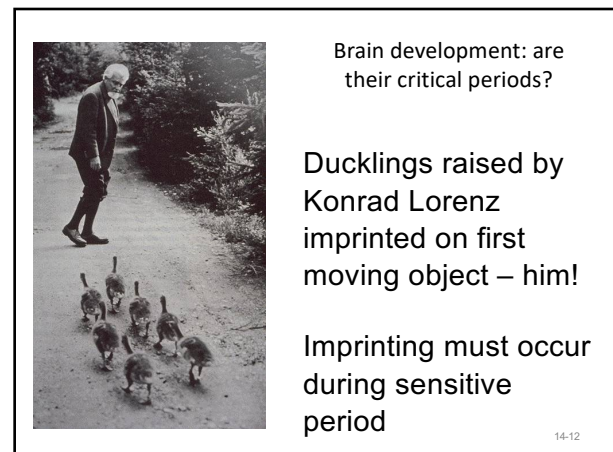 Brain development: are
their critical periods?
Ducklings raised by
Konrad Lorenz
imprinted on first
moving object – him!
Imprinting must occur
during sensitive
period
14-12